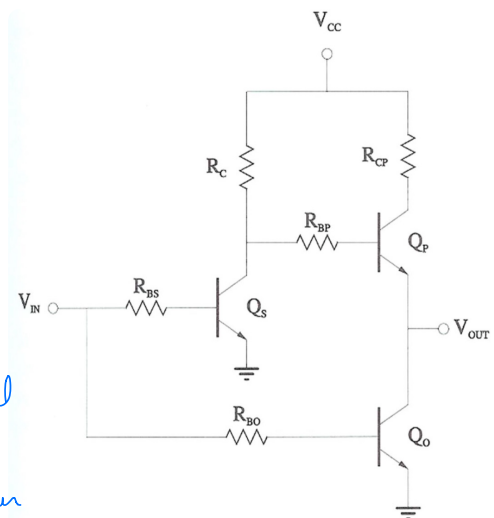 V_CC
R_C
R_CP
R_BP
Q_P
R_BS
V_IN
Q_S
V_OUT
R_BO
Q_O